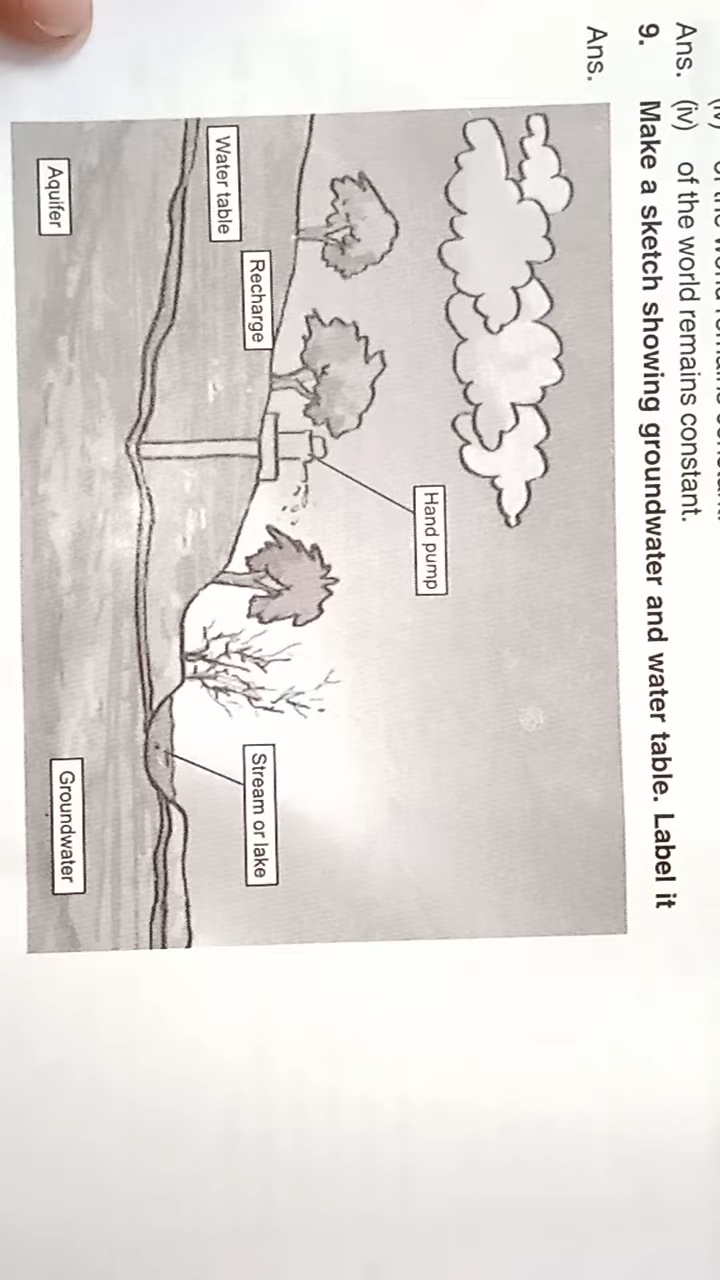 Ans. (iv) of the world remains constant.
9. Make a sketch showing groundwater and water table. Label it
Ans.
Hand pump
Recharge
Stream or lake
Water table
Aquifer
Groundwater